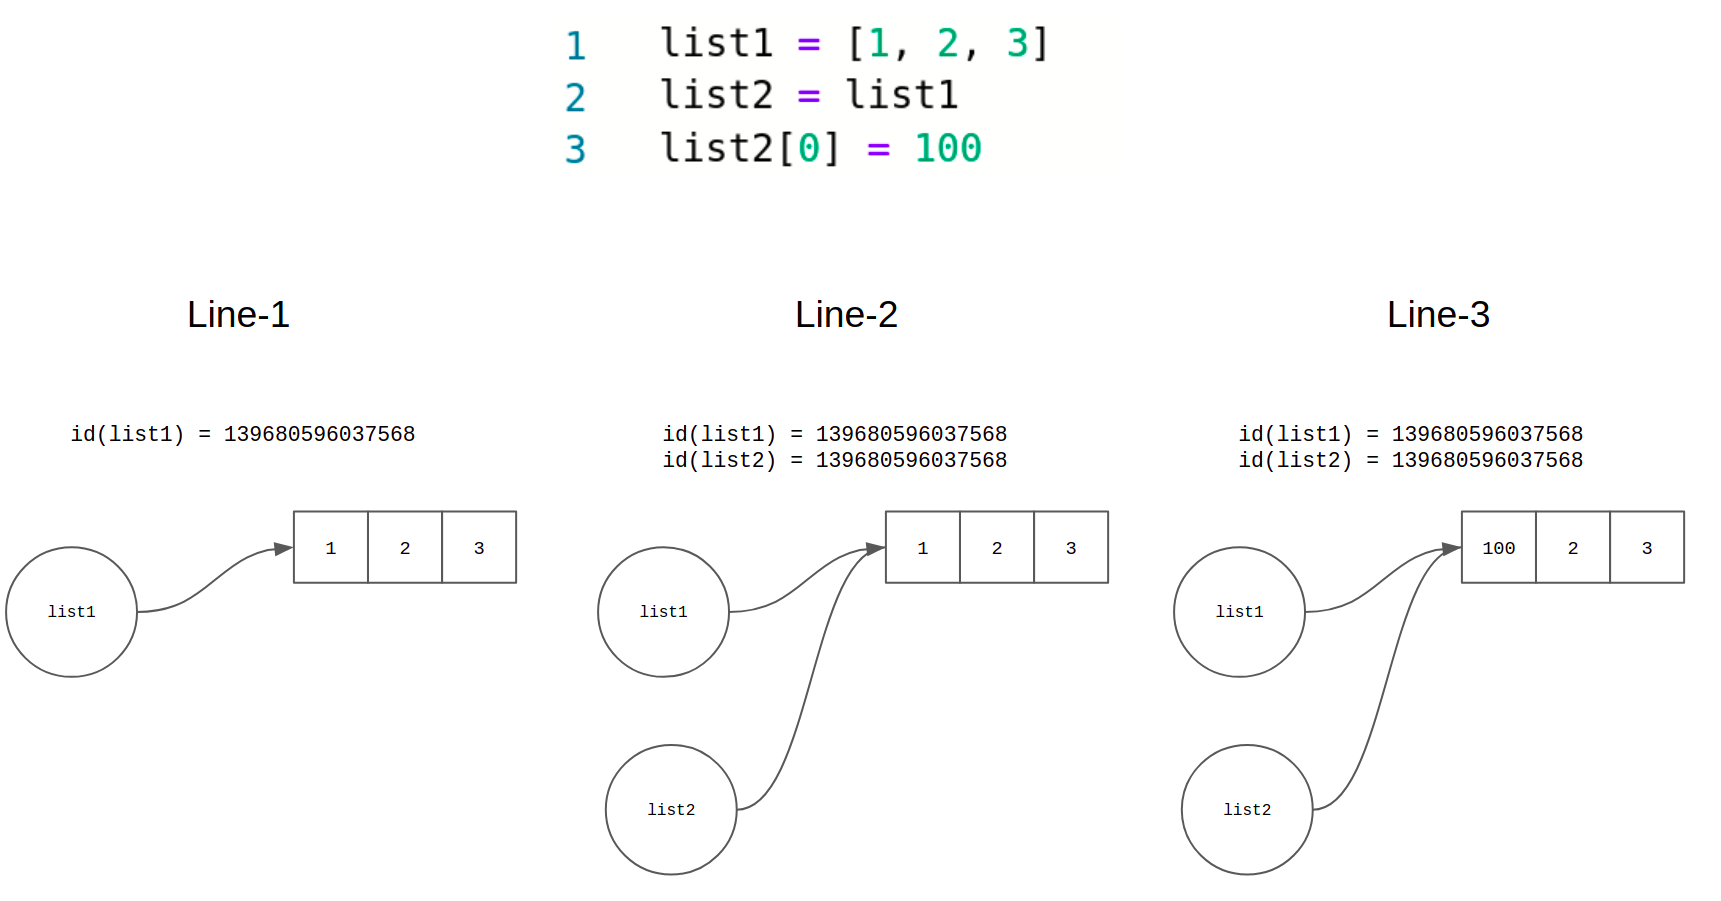 1 list1 = [1, 2, 3]
2 list2 = list1
3 list2[0] = 100
Line-1
id(list1) = 139680596037568
1 2 3
list1
Line-2
id(list1) = 139680596037568
id(list2) = 139680596037568
1 2 3
list1
list2
Line-3
id(list1) = 139680596037568
id(list2) = 139680596037568
100 2 3
list1
list2